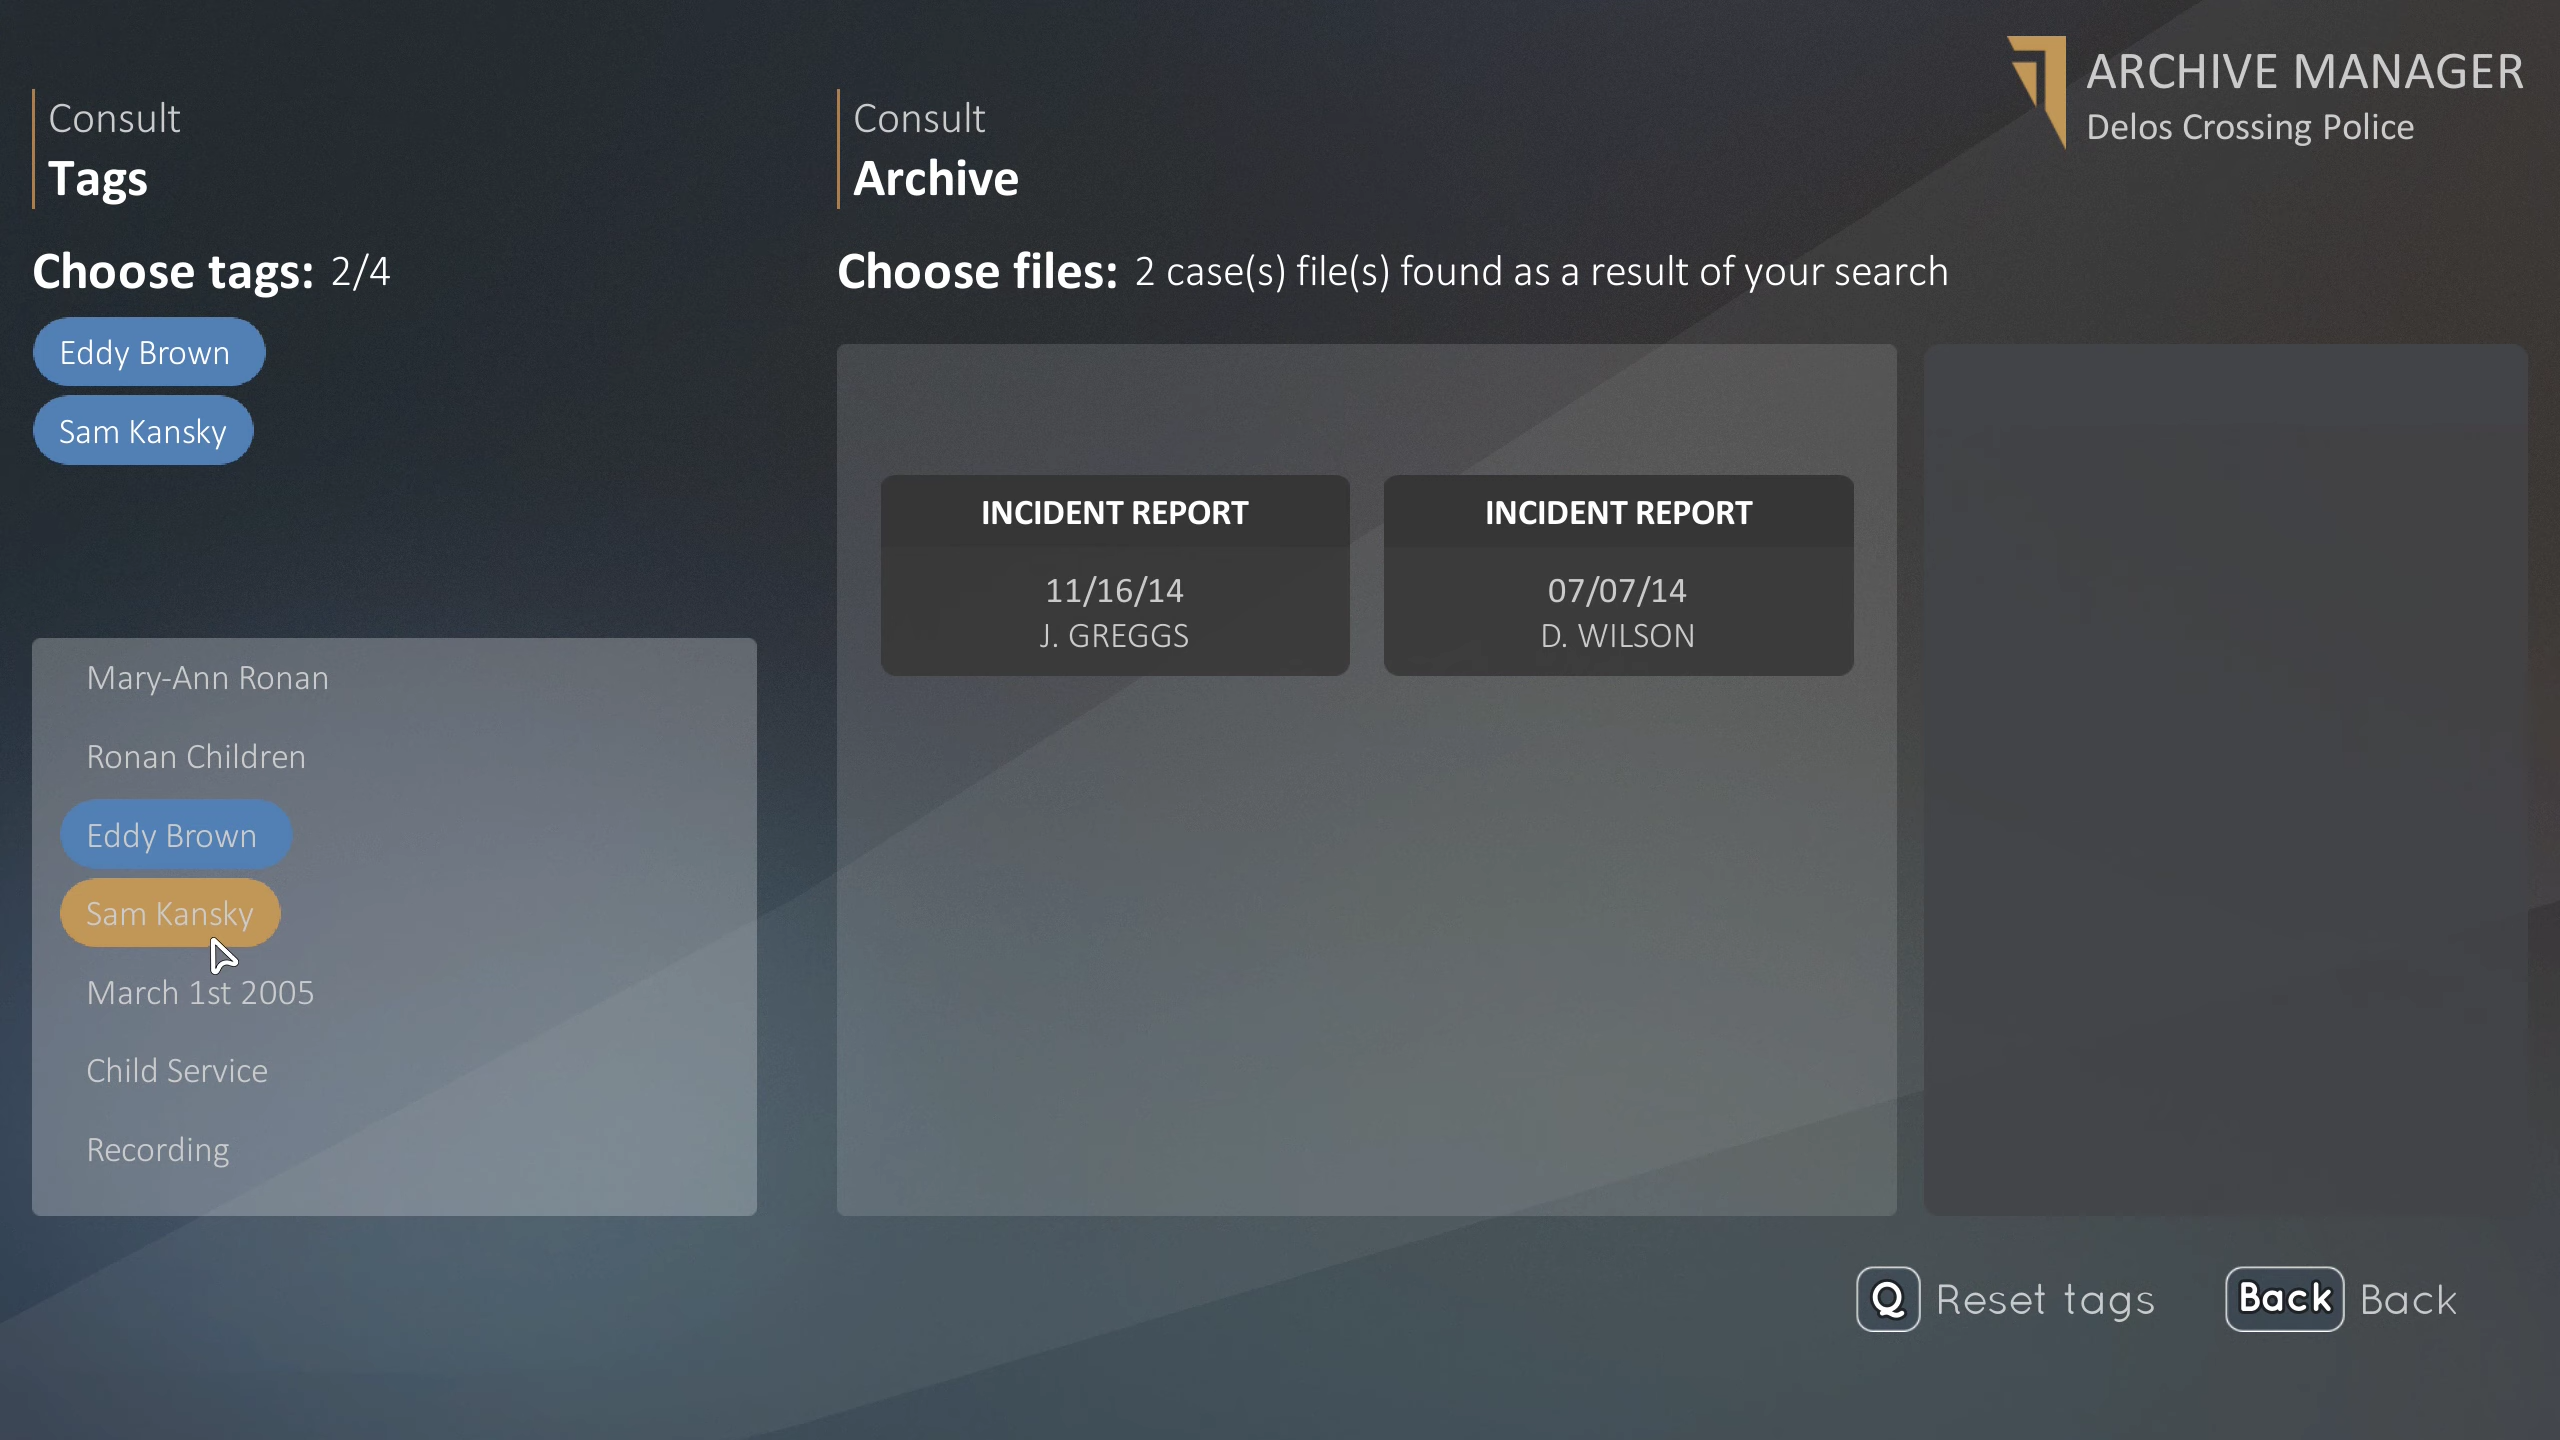 ARCHIVE MANAGER
Delos Crossing Police
Consult
Tags
Choose tags: 2/4
Eddy Brown
Sam Kansky
Mary-Ann Ronan
Ronan Children
Eddy Brown
Sam Kansky
March 1st 2005
Child Service
Recording
Consult
Archive
Choose files: 2 case(s) file(s) found as a result of your search
INCIDENT REPORT
11/16/14
J. GREGGS
INCIDENT REPORT
07/07/14
D. WILSON
Q Reset tags
Back Back